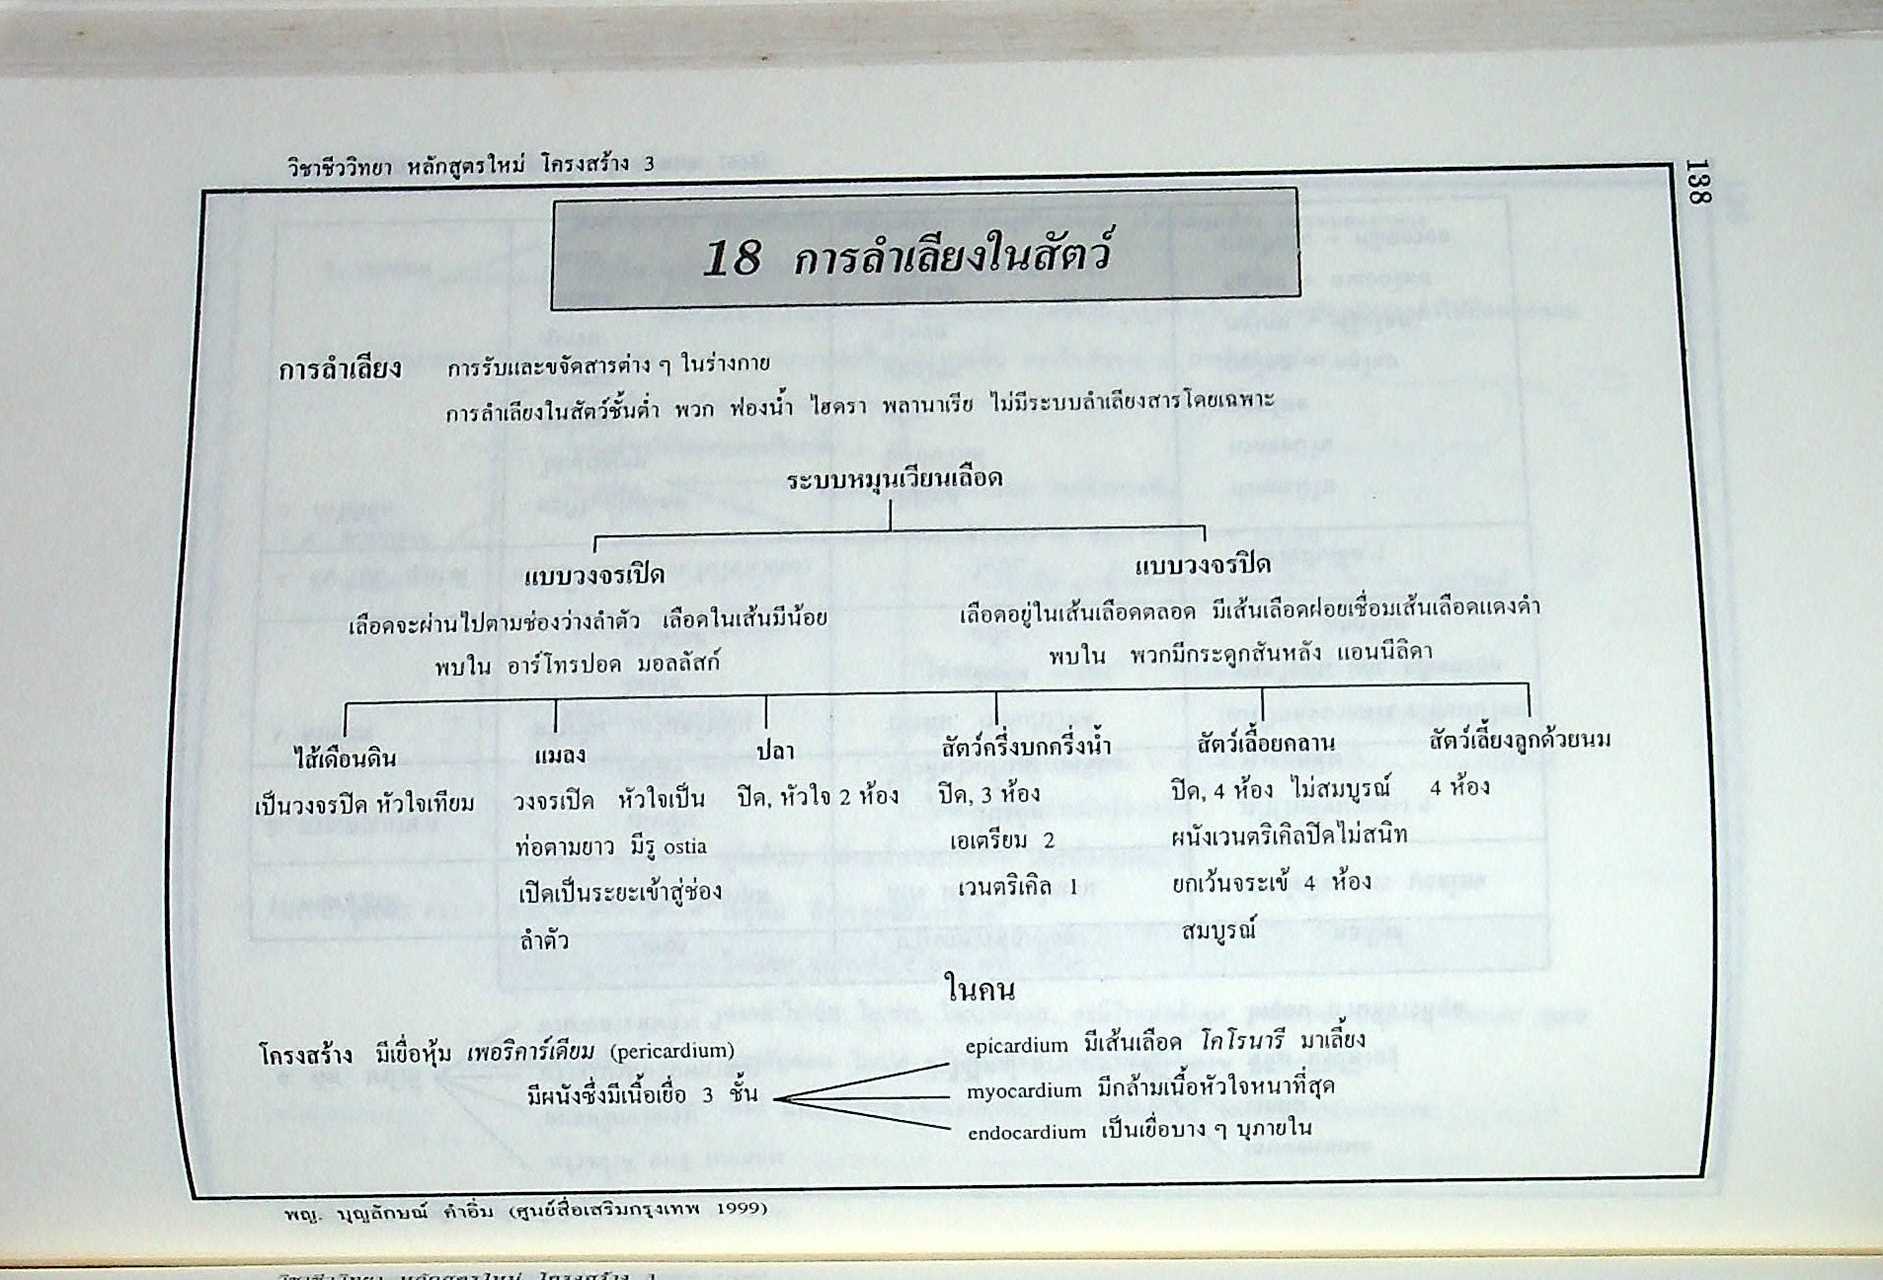 วิชาชีววิทยา หลักสูตรใหม่ โครงสร้าง 3
138
18 การลำเลียงในสัตว์
การลำเลียง การรับและขจัดสารต่าง ๆ ในร่างกาย
การลำเลียงในสัตว์ชั้นต่ำ พวก ฟองน้ำ ไฮดรา พลานาเรีย ไม่มีระบบลำเลียงสารโดยเฉพาะ
ระบบหมุนเวียนเลือด
แบบวงจรเปิด
เลือดจะผ่านไปตามช่องว่างลำตัว เลือดในเส้นมีน้อย
พบใน อาร์โทรปอด มอลลัสก์
แบบวงจรปิด
เลือดอยู่ในเส้นเลือดตลอด มีเส้นเลือดฝอยเชื่อมเส้นเลือดแดงดำ
พบใน พวกมีกระดูกสันหลัง แอนนีลิดา
ไส้เดือนดิน
เป็นวงจรปิด หัวใจเทียม
แมลง
วงจรเปิด หัวใจเป็น
ท่อตามยาว มีรู ostia
เปิดเป็นระยะเข้าสู่ช่อง
ลำตัว
ปลา
ปิด, หัวใจ 2 ห้อง
สัตว์ครึ่งบกครึ่งน้ำ
ปิด, 3 ห้อง
เอเตรียม 2
เวนตริเคิล 1
สัตว์เลื้อยคลาน
ปิด, 4 ห้อง ไม่สมบูรณ์
ผนังเวนตริเคิลปิดไม่สนิท
ยกเว้นจระเข้ 4 ห้อง
สมบูรณ์
สัตว์เลี้ยงลูกด้วยนม
4 ห้อง
ในคน
โครงสร้าง มีเยื่อหุ้ม เพอริคาร์เดียม (pericardium)
มีผนังซึ่งมีเนื้อเยื่อ 3 ชั้น
epicardium มีเส้นเลือด โคโรนารี มาเลี้ยง
myocardium มีกล้ามเนื้อหัวใจหนาที่สุด
endocardium เป็นเยื่อบาง ๆ บุภายใน
พญ. บุญลักษณ์ คำอิ่ม (ศูนย์สื่อเสริมกรุงเทพ 1999)